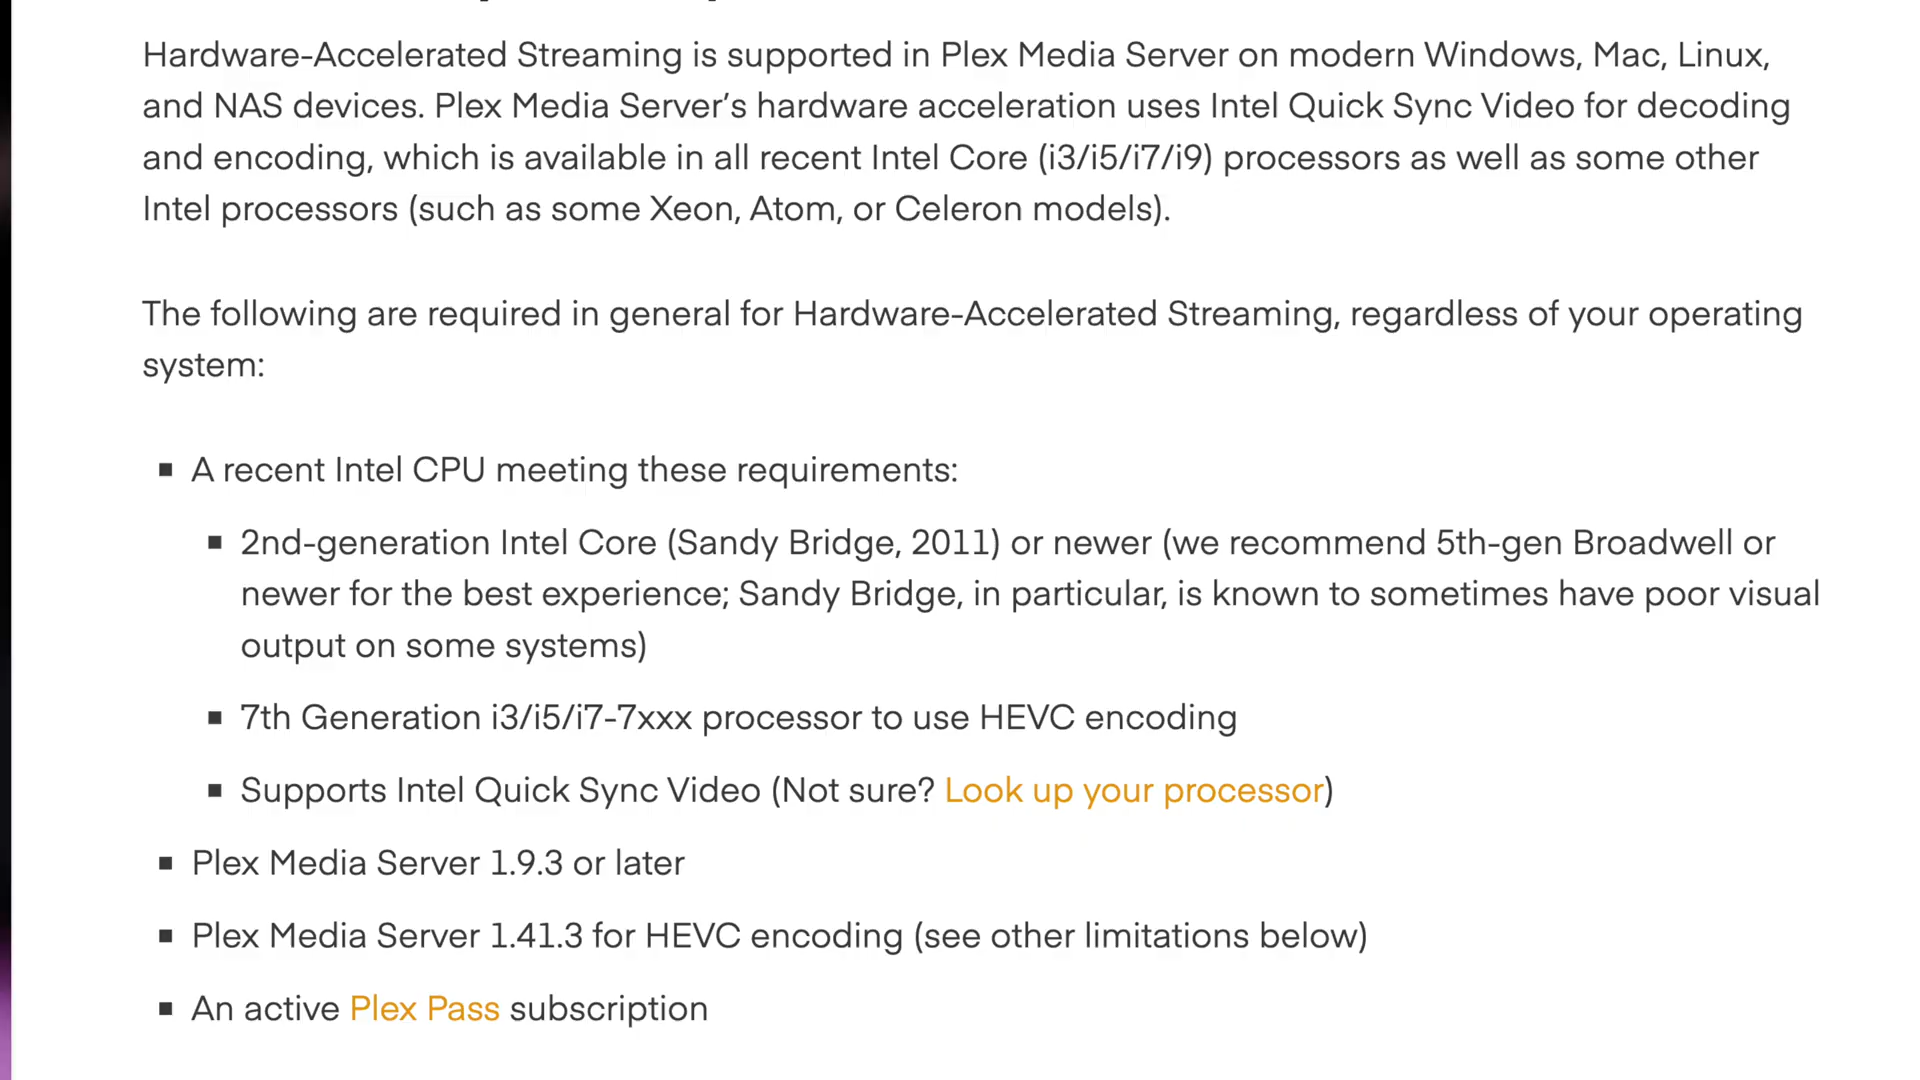 Hardware-Accelerated Streaming is supported in Plex Media Server on modern Windows, Mac, Linux,
and NAS devices. Plex Media Server’s hardware acceleration uses Intel Quick Sync Video for decoding
and encoding, which is available in all recent Intel Core (i3/i5/i7/i9) processors as well as some other
Intel processors (such as some Xeon, Atom, or Celeron models).
The following are required in general for Hardware-Accelerated Streaming, regardless of your operating
system:
▪ A recent Intel CPU meeting these requirements:
▪ 2nd-generation Intel Core (Sandy Bridge, 2011) or newer (we recommend 5th-gen Broadwell or
newer for the best experience; Sandy Bridge, in particular, is known to sometimes have poor visual
output on some systems)
▪ 7th Generation i3/i5/i7-7xxx processor to use HEVC encoding
▪ Supports Intel Quick Sync Video (Not sure? Look up your processor)
▪ Plex Media Server 1.9.3 or later
▪ Plex Media Server 1.41.3 for HEVC encoding (see other limitations below)
▪ An active Plex Pass subscription